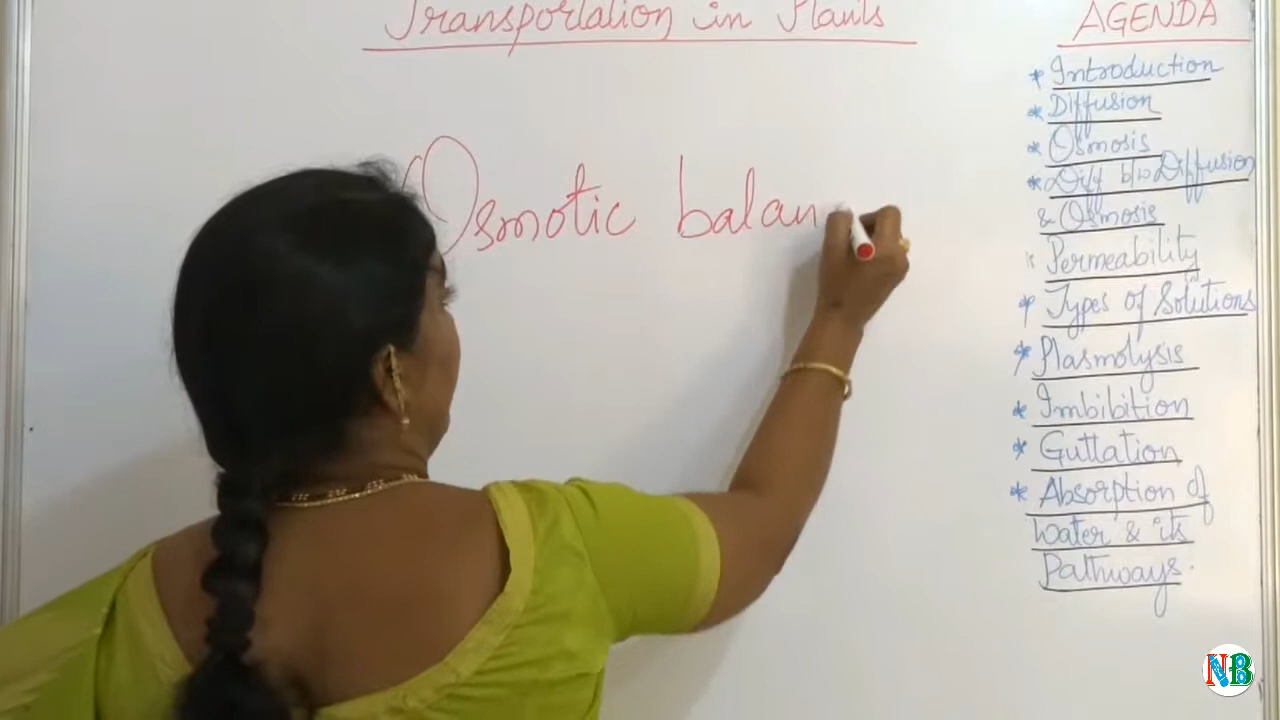 Transportation in Plants
Osmotic balan
AGENDA
* Introduction
* Diffusion
* Osmosis
* Diff b/w Diffusion
& Osmosis
* Permeability
* Types of Solutions
* Plasmolysis
* Imbibition
* Guttation
* Absorption of
Water & its
Pathways.
NB